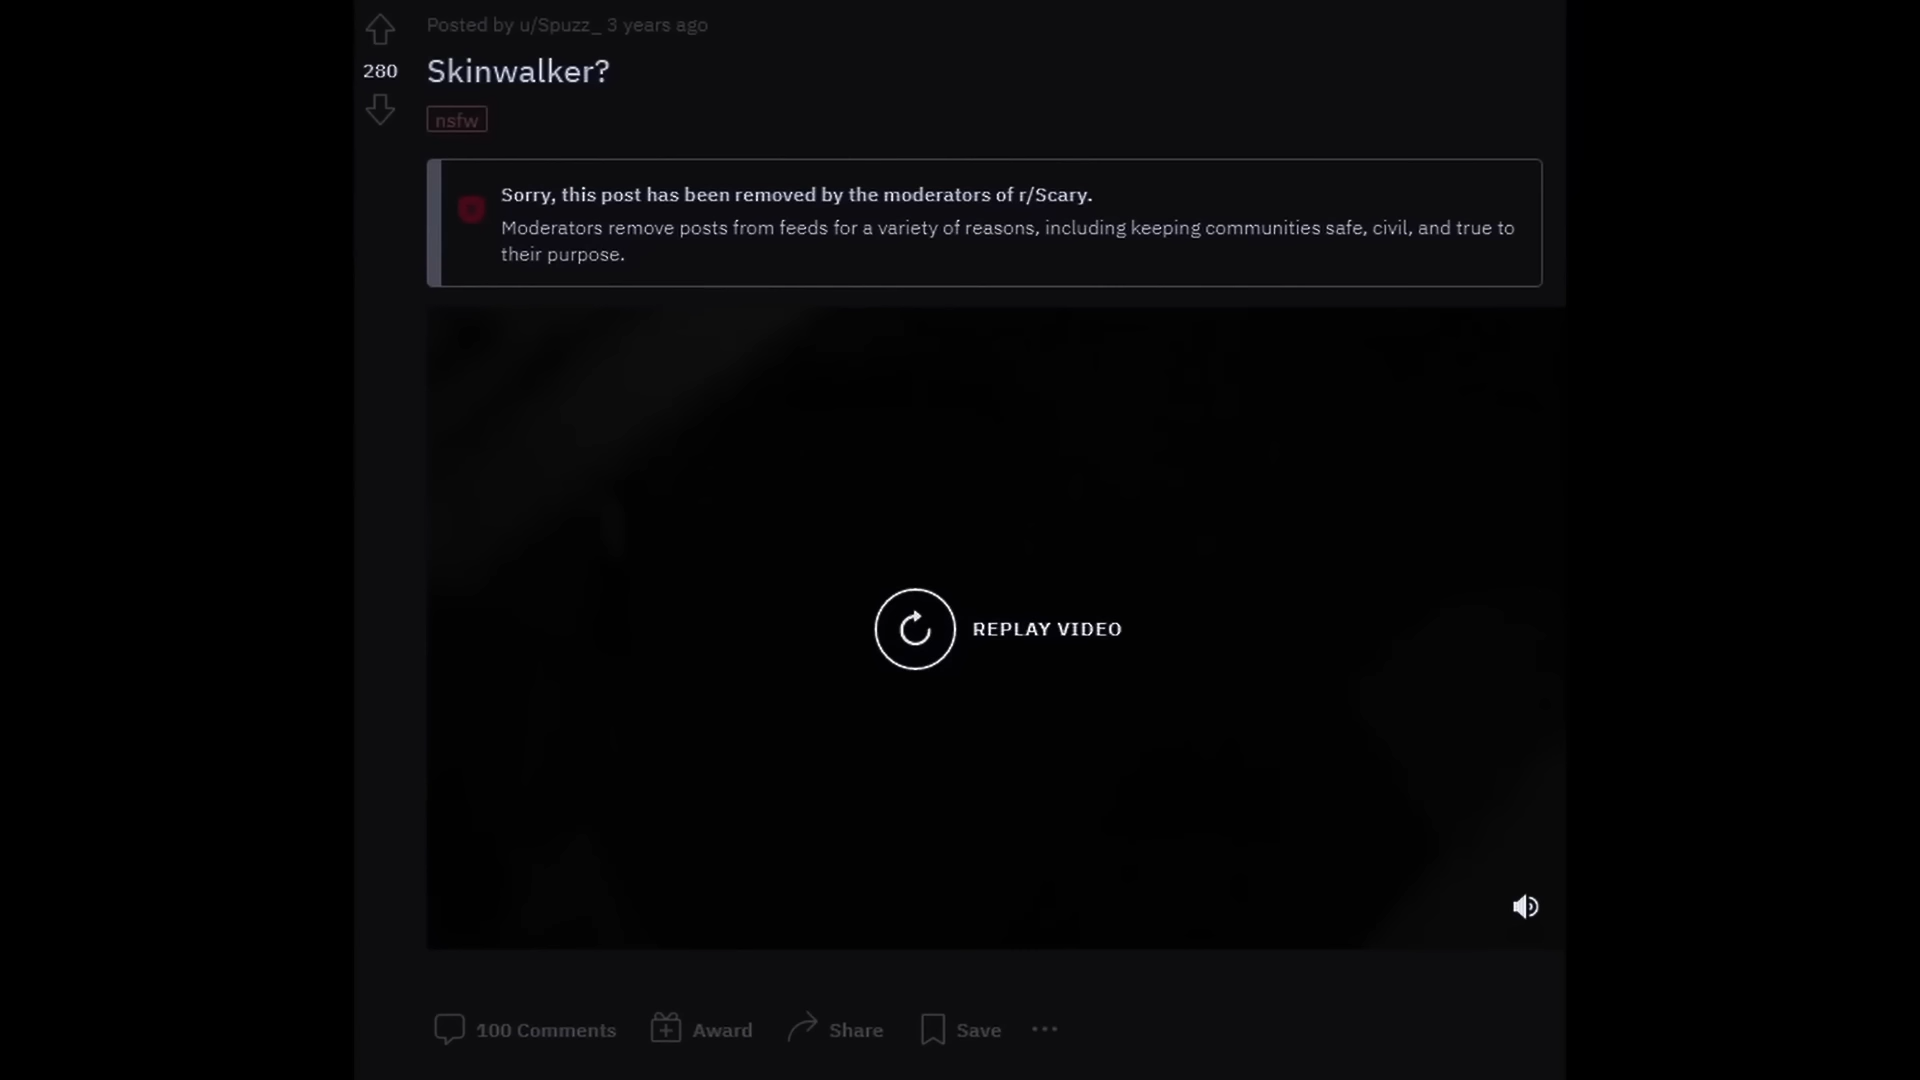 Posted by u/Spuzz_ 3 years ago
280
Skinwalker?
nsfw
Sorry, this post has been removed by the moderators of r/Scary.
Moderators remove posts from feeds for a variety of reasons, including keeping communities safe, civil, and true to
their purpose.
REPLAY VIDEO
100 Comments Award Share Save